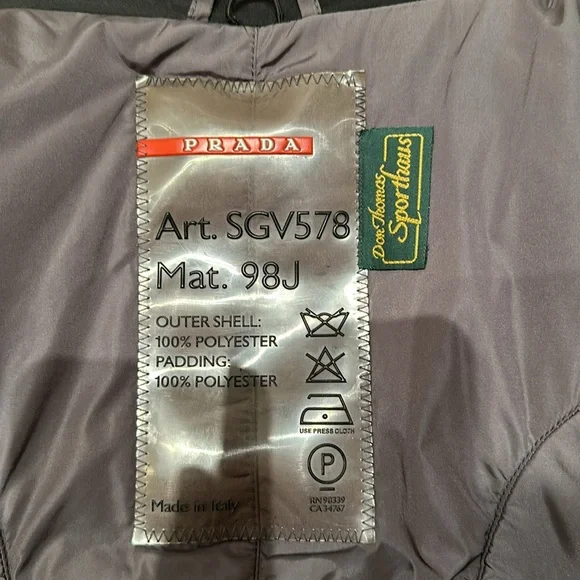 PRADA
Art. SGV578
Mat. 98J
OUTER SHELL:
100% POLYESTER
PADDING:
100% POLYESTER
USE PRESS CLOTH
P
Made in Italy
RN 90339
CA 34767
Don Thomas
Sporthaus